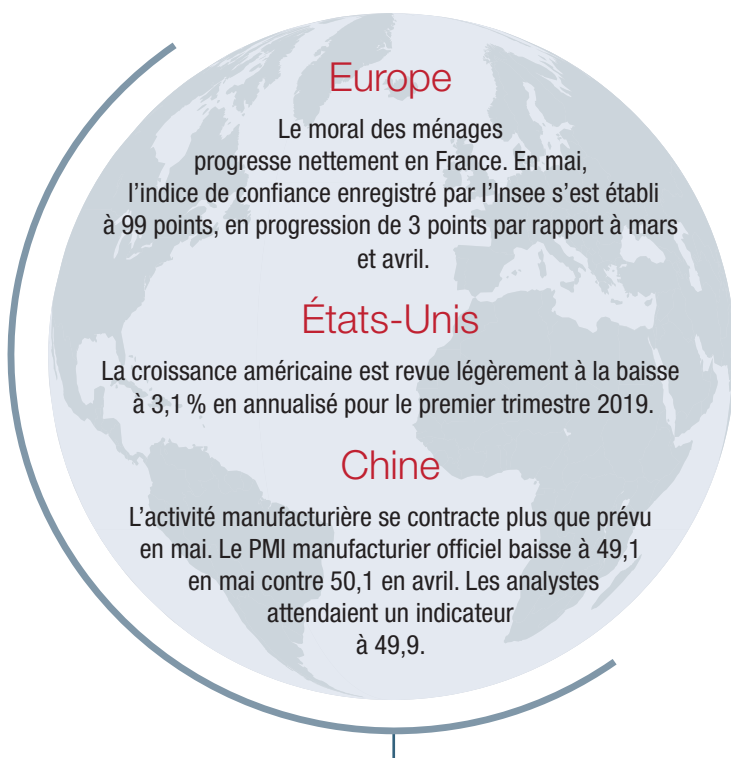 Europe
Le moral des ménages
progresse nettement en France. En mai,
l’indice de confiance enregistré par l’Insee s’est établi
à 99 points, en progression de 3 points par rapport à mars
et avril.
États-Unis
La croissance américaine est revue légèrement à la baisse
à 3,1 % en annualisé pour le premier trimestre 2019.
Chine
L’activité manufacturière se contracte plus que prévu
en mai. Le PMI manufacturier officiel baisse à 49,1
en mai contre 50,1 en avril. Les analystes
attendaient un indicateur
à 49,9.